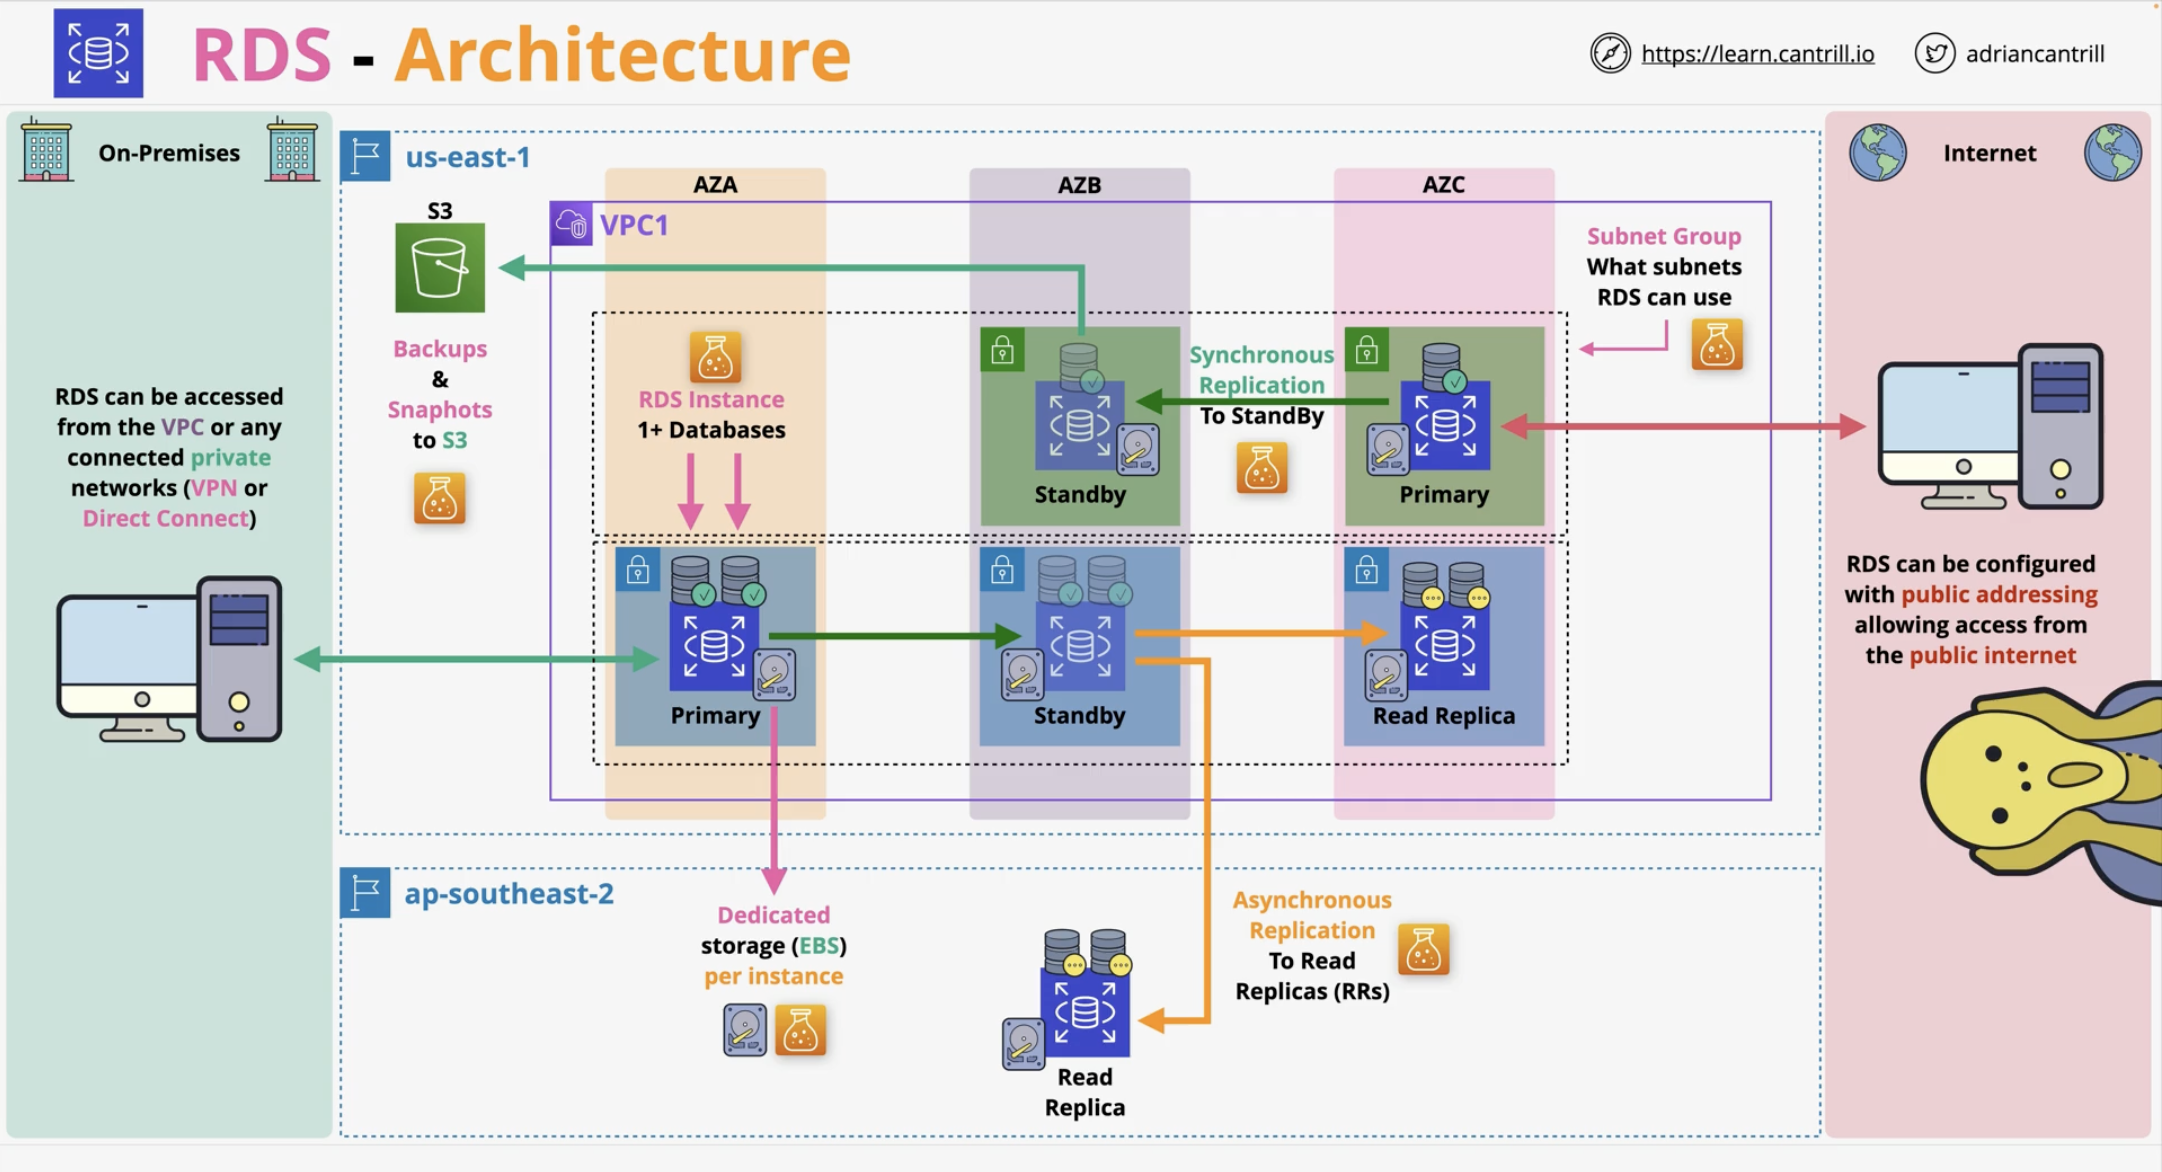 RDS - Architecture
https://learn.cantrill.io
adriancantrill
On-Premises
RDS can be accessed
from the VPC or any
connected private
networks (VPN or
Direct Connect)
us-east-1
S3
Backups
&
Snaphots
to S3
VPC1
AZA
AZB
AZC
RDS Instance
1+ Databases
Standby
Synchronous
Replication
To StandBy
Primary
Subnet Group
What subnets
RDS can use
Primary
Standby
Read Replica
Internet
RDS can be configured
with public addressing
allowing access from
the public internet
ap-southeast-2
Dedicated
storage (EBS)
per instance
Read
Replica
Asynchronous
Replication
To Read
Replicas (RRs)